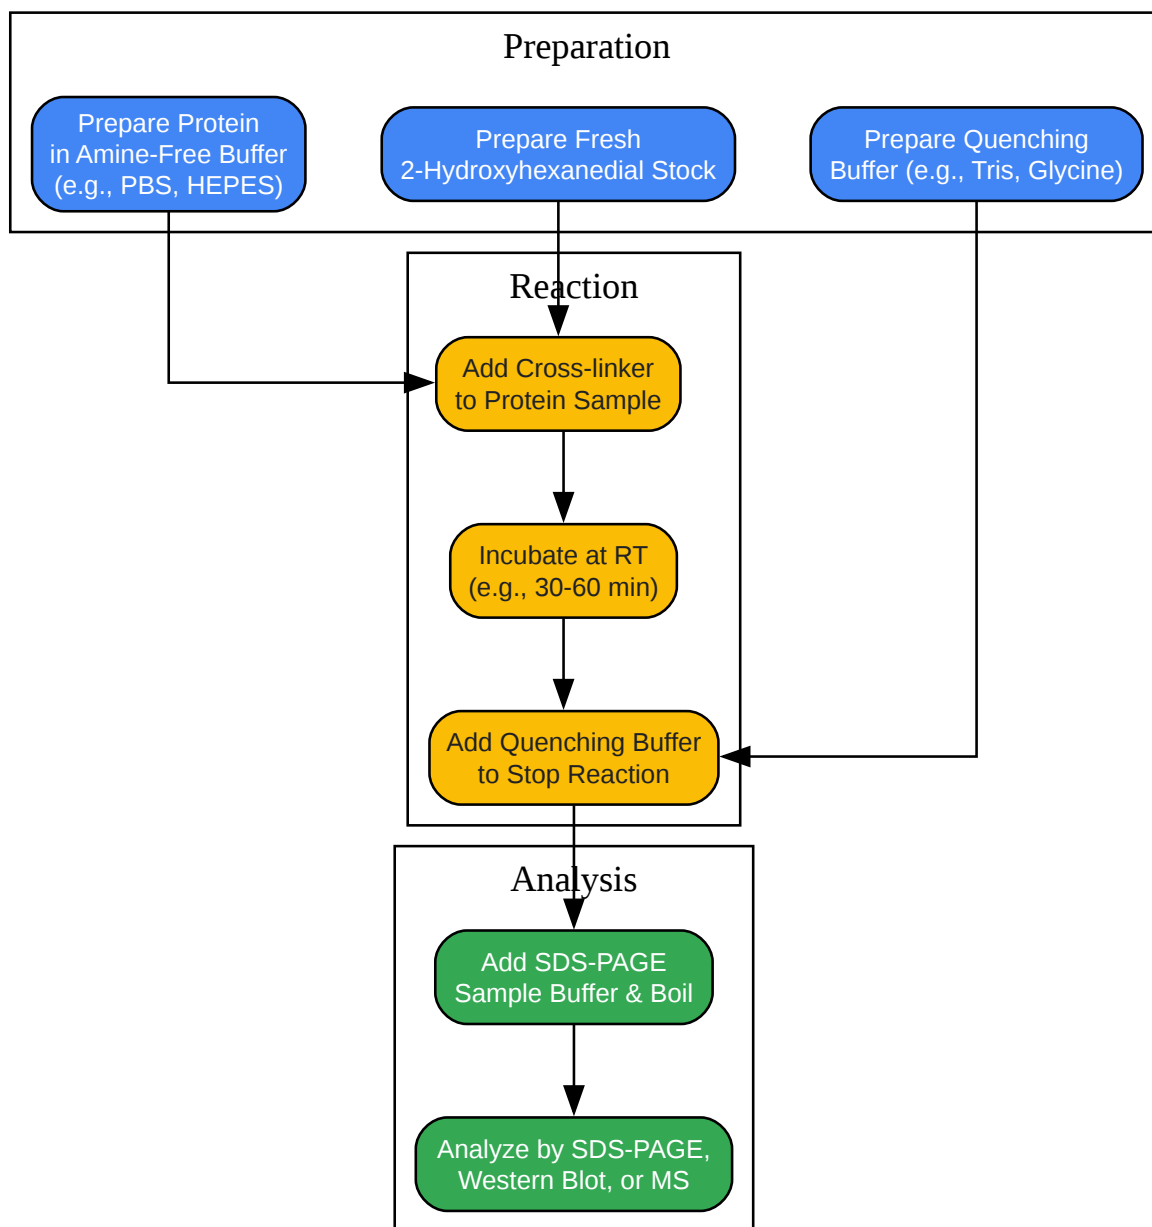 Preparation
Prepare Protein
in Amine-Free Buffer
(e.g., PBS, HEPES)
Prepare Fresh
2-Hydroxyhexanedial Stock
Prepare Quenching
Buffer (e.g., Tris, Glycine)
Reaction
Add Cross-linker
to Protein Sample
Incubate at RT
(e.g., 30-60 min)
Add Quenching Buffer
to Stop Reaction
Analysis
Add SDS-PAGE
Sample Buffer & Boil
Analyze by SDS-PAGE,
Western Blot, or MS